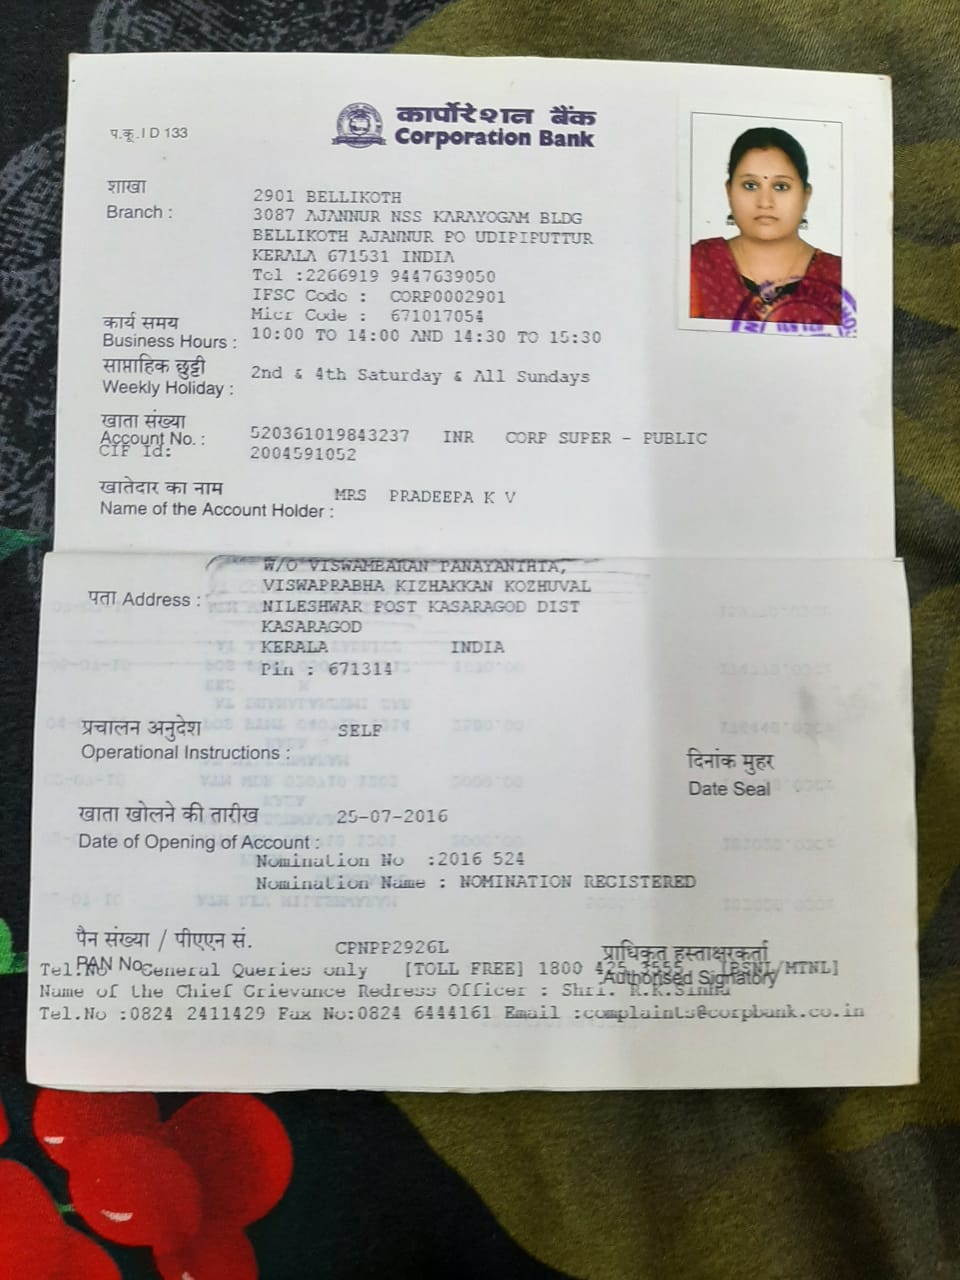 प.कू.I D 133
कार्पोरेशन बैंक
Corporation Bank
शाखा
Branch :
2901 BELLIKOTH
3087 AJANNUR NSS KARAYOGAM BLDG
BELLIKOTH AJANNUR PO UDIPIPUTTUR
KERALA 671531 INDIA
Tel :2266919 9447639050
IFSC Code : CORP0002901
Micr Code : 671017054
कार्य समय
Business Hours : 10:00 TO 14:00 AND 14:30 TO 15:30
साप्ताहिक छुट्टी
Weekly Holiday : 2nd & 4th Saturday & All Sundays
खाता संख्या
Account No. : 520361019843237 INR CORP SUPER - PUBLIC
CIF Id: 2004591052
खातेदार का नाम
Name of the Account Holder : MRS PRADEEPA K V
W/O VISWAMBARAN PANAYANTHTA,
VISWAPRABHA KIZHAKKAN KOZHUVAL
पता Address : NILESHWAR POST KASARAGOD DIST
KASARAGOD
KERALA INDIA
Pin : 671314
प्रचालन अनुदेश
Operational Instructions : SELF
दिनांक मुहर
Date Seal
खाता खोलने की तारीख
Date of Opening of Account : 25-07-2016
Nomination No :2016 524
Nomination Name : NOMINATION REGISTERED
पैन संख्या / पीएएन सं.
PAN No CPNPP2926L
प्राधिकृत हस्ताक्षरकर्ता
Authorised Signatory
Tel.No General Queries only [TOLL FREE] 1800 425 3555 [BSNL/MTNL]
Name of the Chief Grievance Redress Officer : Shri. R.K.Sinha
Tel.No :0824 2411429 Fax No:0824 6444161 Email :complaints@corpbank.co.in